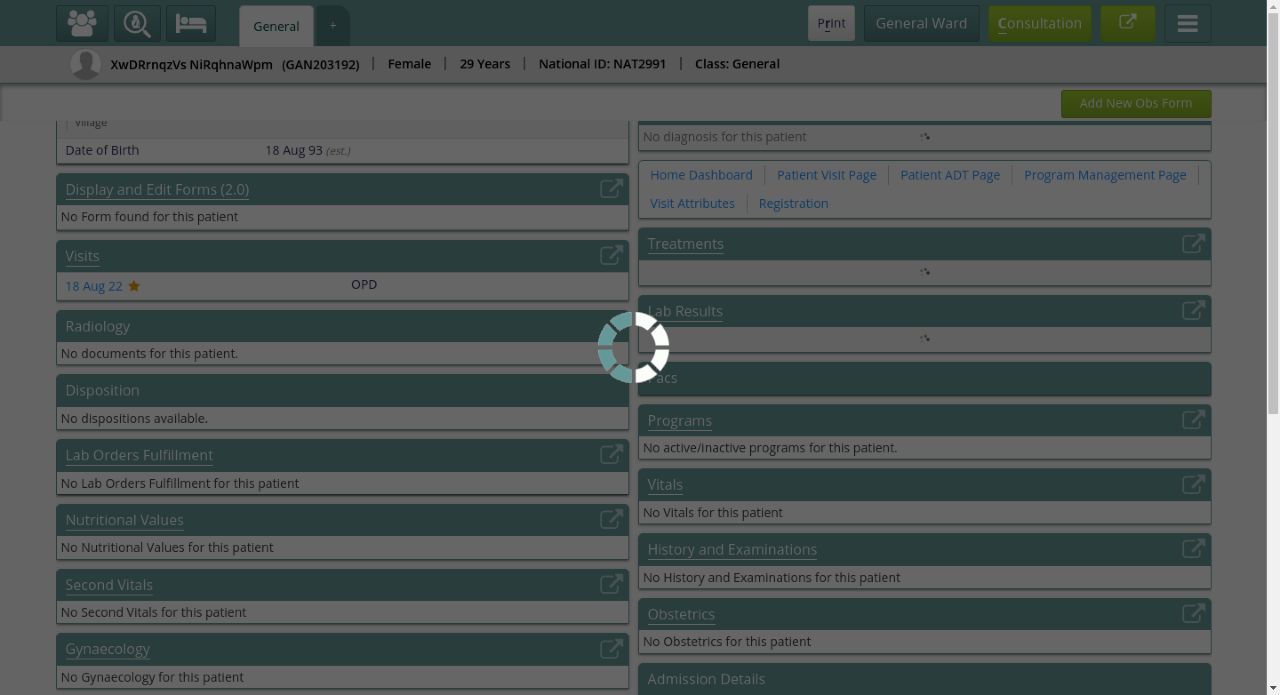 General
+
Print
General Ward
Consultation
XwDRrnqzVs NiRqhnaWpm (GAN203192) | Female | 29 Years | National ID: NAT2991 | Class: General
Add New Obs Form
Village
Date of Birth 18 Aug 93 (est.)
Display and Edit Forms (2.0)
No Form found for this patient
Visits
18 Aug 22 OPD
Radiology
No documents for this patient.
Disposition
No dispositions available.
Lab Orders Fulfillment
No Lab Orders Fulfillment for this patient
Nutritional Values
No Nutritional Values for this patient
Second Vitals
No Second Vitals for this patient
Gynaecology
No Gynaecology for this patient
No diagnosis for this patient
Home Dashboard | Patient Visit Page | Patient ADT Page | Program Management Page |
Visit Attributes | Registration
Treatments
Lab Results
Pacs
Programs
No active/inactive programs for this patient.
Vitals
No Vitals for this patient
History and Examinations
No History and Examinations for this patient
Obstetrics
No Obstetrics for this patient
Admission Details